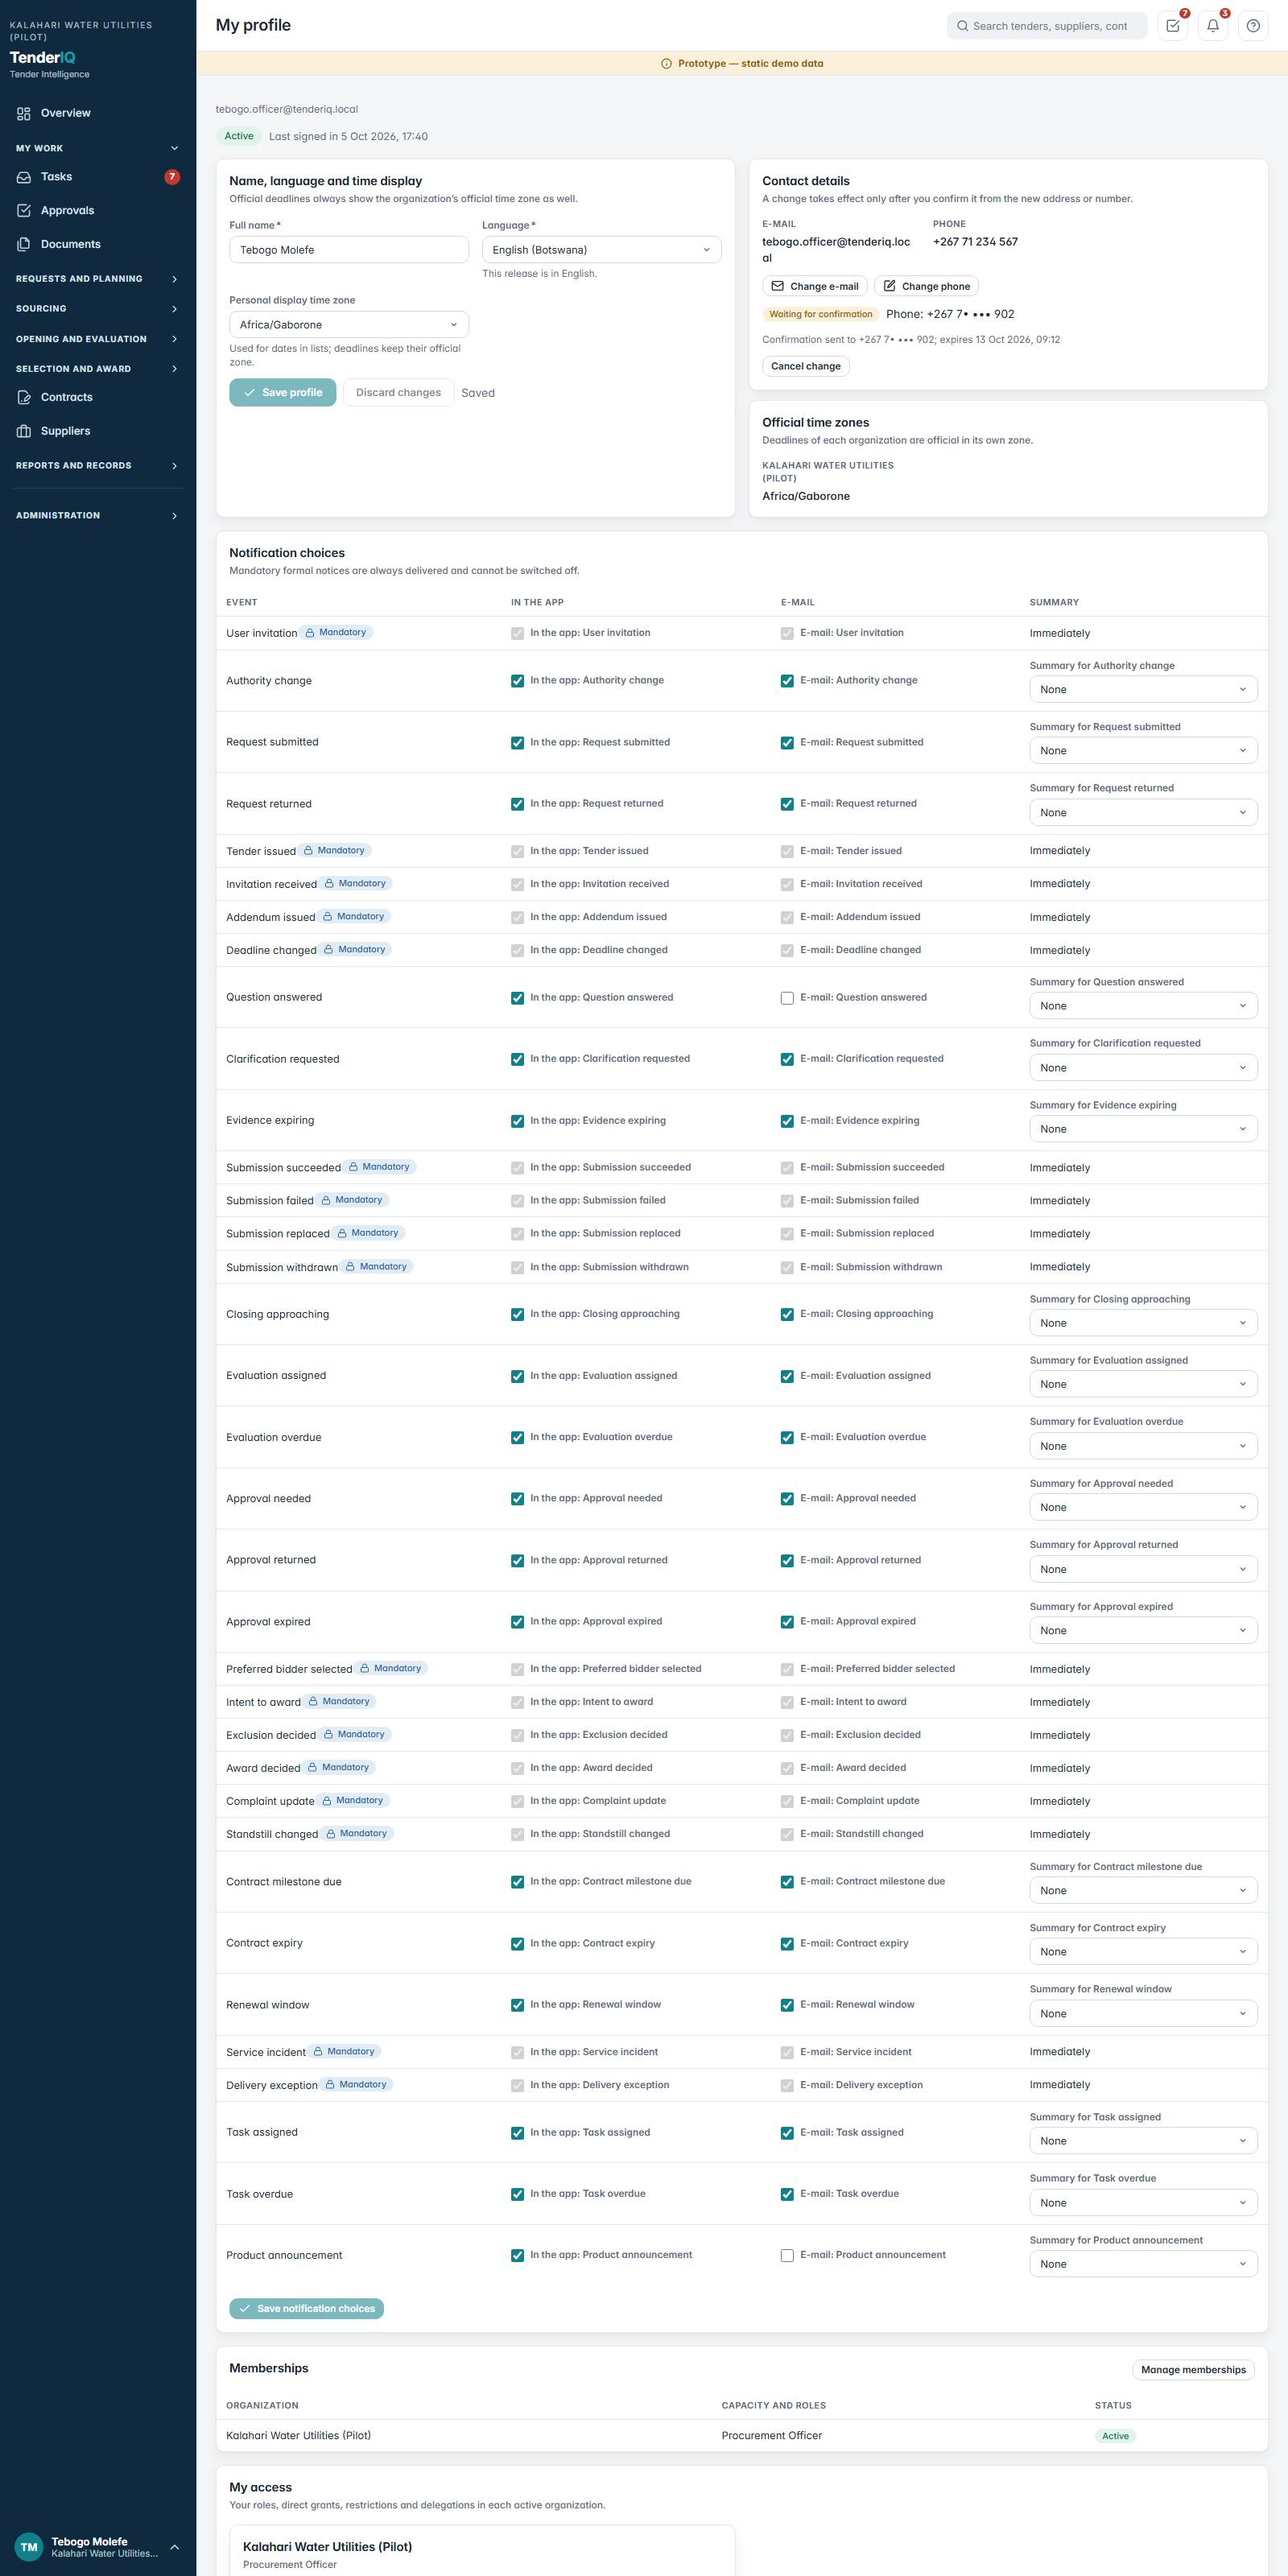 KALAHARI WATER UTILITIES
(PILOT)
TenderIQ
Tender Intelligence
Overview
MY WORK
Tasks 7
Approvals
Documents
REQUESTS AND PLANNING
SOURCING
OPENING AND EVALUATION
SELECTION AND AWARD
Contracts
Suppliers
REPORTS AND RECORDS
ADMINISTRATION
TM
Tebogo Molefe
Kalahari Water Utilities...
My profile
Search tenders, suppliers, cont
7
3
Prototype — static demo data
tebogo.officer@tenderiq.local
Active Last signed in 5 Oct 2026, 17:40
Name, language and time display
Official deadlines always show the organization's official time zone as well.
Full name*
Tebogo Molefe
Language*
English (Botswana)
This release is in English.
Personal display time zone
Africa/Gaborone
Used for dates in lists; deadlines keep their official
zone.
Save profile Discard changes Saved
Contact details
A change takes effect only after you confirm it from the new address or number.
E-MAIL PHONE
tebogo.officer@tenderiq.loc +267 71 234 567
al
Change e-mail Change phone
Waiting for confirmation Phone: +267 7• ••• 902
Confirmation sent to +267 7• ••• 902; expires 13 Oct 2026, 09:12
Cancel change
Official time zones
Deadlines of each organization are official in its own zone.
KALAHARI WATER UTILITIES
(PILOT)
Africa/Gaborone
Notification choices
Mandatory formal notices are always delivered and cannot be switched off.
EVENT IN THE APP E-MAIL SUMMARY
User invitation Mandatory In the app: User invitation E-mail: User invitation Immediately
Summary for Authority change
Authority change In the app: Authority change E-mail: Authority change None
Summary for Request submitted
Request submitted In the app: Request submitted E-mail: Request submitted None
Summary for Request returned
Request returned In the app: Request returned E-mail: Request returned None
Tender issued Mandatory In the app: Tender issued E-mail: Tender issued Immediately
Invitation received Mandatory In the app: Invitation received E-mail: Invitation received Immediately
Addendum issued Mandatory In the app: Addendum issued E-mail: Addendum issued Immediately
Deadline changed Mandatory In the app: Deadline changed E-mail: Deadline changed Immediately
Summary for Question answered
Question answered In the app: Question answered E-mail: Question answered None
Summary for Clarification requested
Clarification requested In the app: Clarification requested E-mail: Clarification requested None
Summary for Evidence expiring
Evidence expiring In the app: Evidence expiring E-mail: Evidence expiring None
Submission succeeded Mandatory In the app: Submission succeeded E-mail: Submission succeeded Immediately
Submission failed Mandatory In the app: Submission failed E-mail: Submission failed Immediately
Submission replaced Mandatory In the app: Submission replaced E-mail: Submission replaced Immediately
Submission withdrawn Mandatory In the app: Submission withdrawn E-mail: Submission withdrawn Immediately
Summary for Closing approaching
Closing approaching In the app: Closing approaching E-mail: Closing approaching None
Summary for Evaluation assigned
Evaluation assigned In the app: Evaluation assigned E-mail: Evaluation assigned None
Summary for Evaluation overdue
Evaluation overdue In the app: Evaluation overdue E-mail: Evaluation overdue None
Summary for Approval needed
Approval needed In the app: Approval needed E-mail: Approval needed None
Summary for Approval returned
Approval returned In the app: Approval returned E-mail: Approval returned None
Summary for Approval expired
Approval expired In the app: Approval expired E-mail: Approval expired None
Preferred bidder selected Mandatory In the app: Preferred bidder selected E-mail: Preferred bidder selected Immediately
Intent to award Mandatory In the app: Intent to award E-mail: Intent to award Immediately
Exclusion decided Mandatory In the app: Exclusion decided E-mail: Exclusion decided Immediately
Award decided Mandatory In the app: Award decided E-mail: Award decided Immediately
Complaint update Mandatory In the app: Complaint update E-mail: Complaint update Immediately
Standstill changed Mandatory In the app: Standstill changed E-mail: Standstill changed Immediately
Summary for Contract milestone due
Contract milestone due In the app: Contract milestone due E-mail: Contract milestone due None
Summary for Contract expiry
Contract expiry In the app: Contract expiry E-mail: Contract expiry None
Summary for Renewal window
Renewal window In the app: Renewal window E-mail: Renewal window None
Service incident Mandatory In the app: Service incident E-mail: Service incident Immediately
Delivery exception Mandatory In the app: Delivery exception E-mail: Delivery exception Immediately
Summary for Task assigned
Task assigned In the app: Task assigned E-mail: Task assigned None
Summary for Task overdue
Task overdue In the app: Task overdue E-mail: Task overdue None
Summary for Product announcement
Product announcement In the app: Product announcement E-mail: Product announcement None
Save notification choices
Memberships Manage memberships
ORGANIZATION CAPACITY AND ROLES STATUS
Kalahari Water Utilities (Pilot) Procurement Officer Active
My access
Your roles, direct grants, restrictions and delegations in each active organization.
Kalahari Water Utilities (Pilot)
Procurement Officer